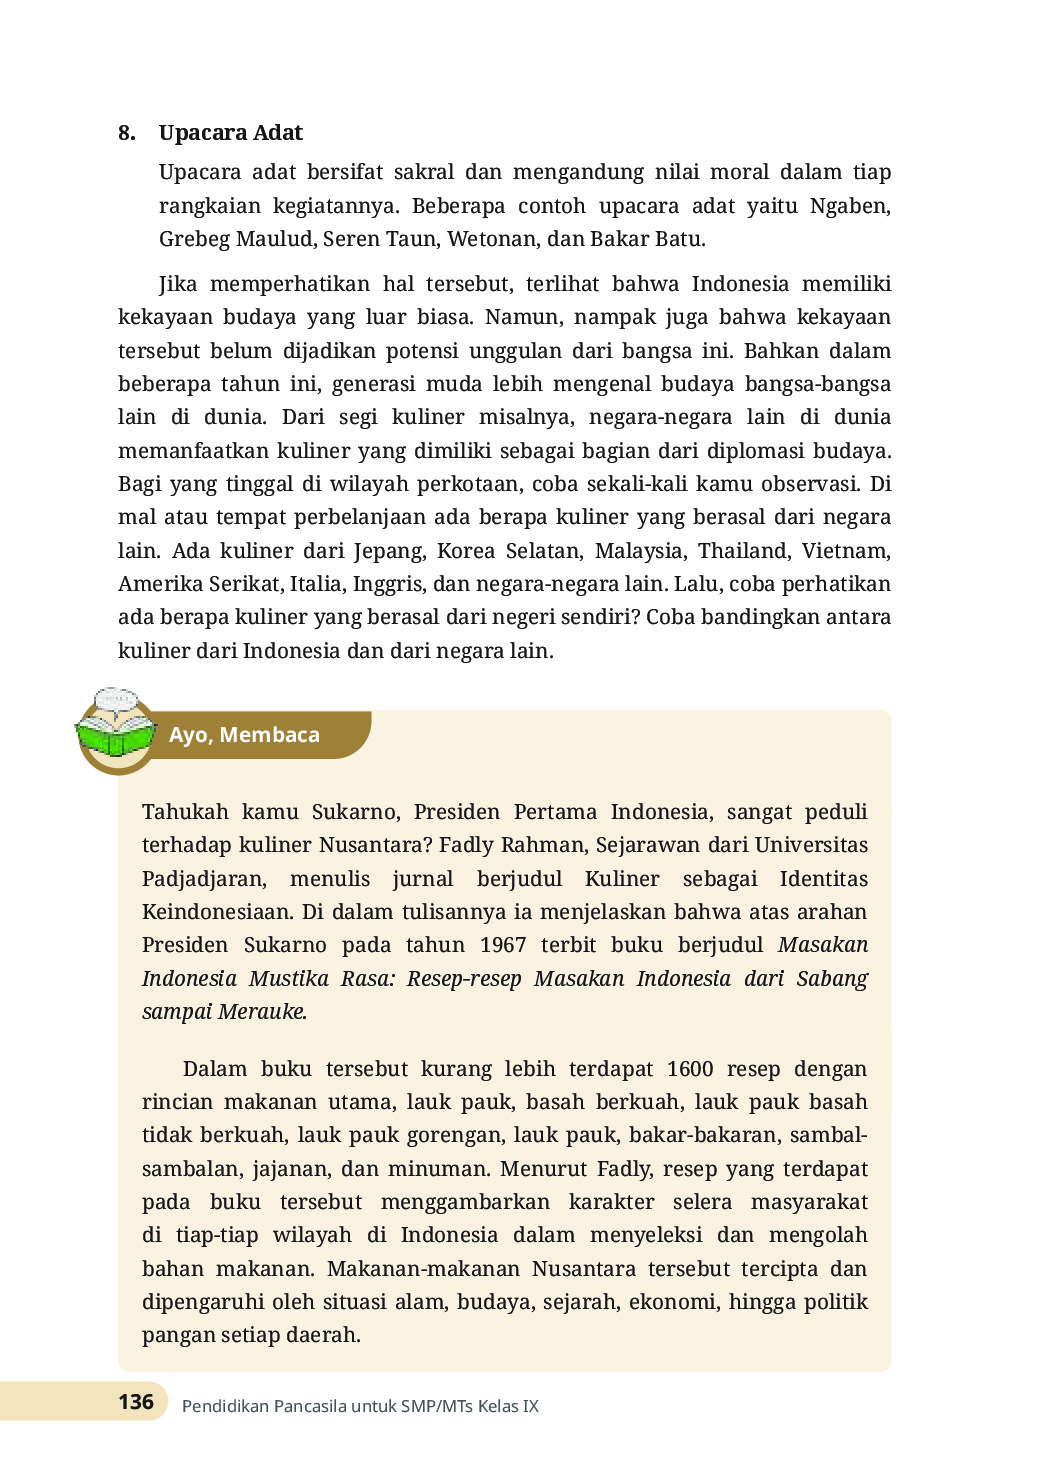 8. Upacara Adat
Upacara adat bersifat sakral dan mengandung nilai moral dalam tiap
rangkaian kegiatannya. Beberapa contoh upacara adat yaitu Ngaben,
Grebeg Maulud, Seren Taun, Wetonan, dan Bakar Batu.
Jika memperhatikan hal tersebut, terlihat bahwa Indonesia memiliki
kekayaan budaya yang luar biasa. Namun, nampak juga bahwa kekayaan
tersebut belum dijadikan potensi unggulan dari bangsa ini. Bahkan dalam
beberapa tahun ini, generasi muda lebih mengenal budaya bangsa-bangsa
lain di dunia. Dari segi kuliner misalnya, negara-negara lain di dunia
memanfaatkan kuliner yang dimiliki sebagai bagian dari diplomasi budaya.
Bagi yang tinggal di wilayah perkotaan, coba sekali-kali kamu observasi. Di
mal atau tempat perbelanjaan ada berapa kuliner yang berasal dari negara
lain. Ada kuliner dari Jepang, Korea Selatan, Malaysia, Thailand, Vietnam,
Amerika Serikat, Italia, Inggris, dan negara-negara lain. Lalu, coba perhatikan
ada berapa kuliner yang berasal dari negeri sendiri? Coba bandingkan antara
kuliner dari Indonesia dan dari negara lain.
Ayo, Membaca
Tahukah kamu Sukarno, Presiden Pertama Indonesia, sangat peduli
terhadap kuliner Nusantara? Fadly Rahman, Sejarawan dari Universitas
Padjadjaran, menulis jurnal berjudul Kuliner sebagai Identitas
Keindonesiaan. Di dalam tulisannya ia menjelaskan bahwa atas arahan
Presiden Sukarno pada tahun 1967 terbit buku berjudul Masakan
Indonesia Mustika Rasa: Resep-resep Masakan Indonesia dari Sabang
sampai Merauke.
Dalam buku tersebut kurang lebih terdapat 1600 resep dengan
rincian makanan utama, lauk pauk, basah berkuah, lauk pauk basah
tidak berkuah, lauk pauk gorengan, lauk pauk, bakar-bakaran, sambal-
sambalan, jajanan, dan minuman. Menurut Fadly, resep yang terdapat
pada buku tersebut menggambarkan karakter selera masyarakat
di tiap-tiap wilayah di Indonesia dalam menyeleksi dan mengolah
bahan makanan. Makanan-makanan Nusantara tersebut tercipta dan
dipengaruhi oleh situasi alam, budaya, sejarah, ekonomi, hingga politik
pangan setiap daerah.
136 Pendidikan Pancasila untuk SMP/MTs Kelas IX